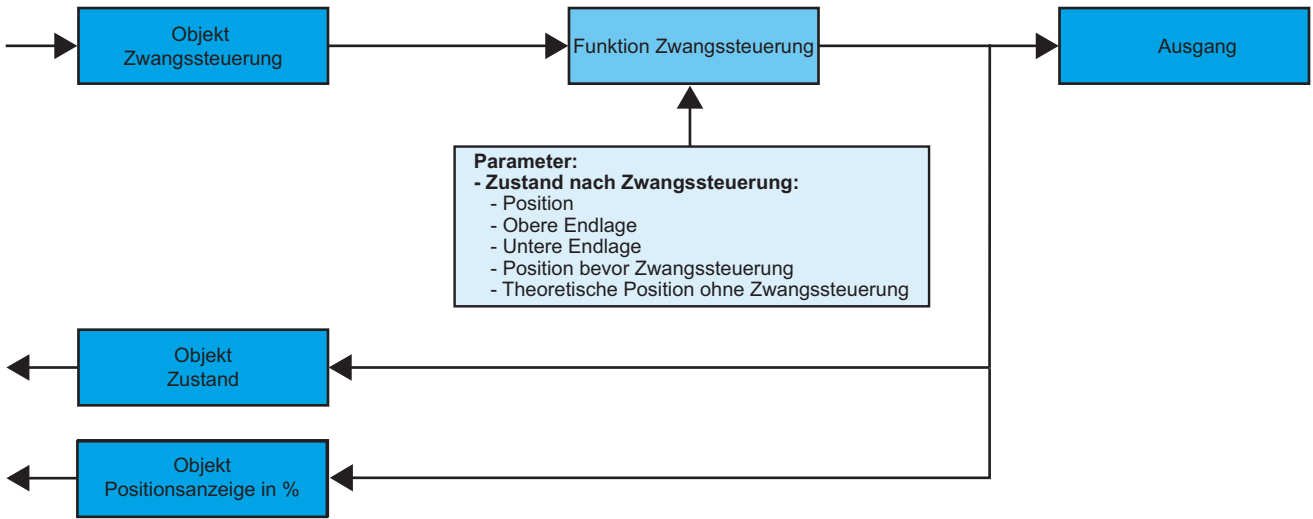 Objekt
Zwangssteuerung
Funktion Zwangssteuerung
Ausgang
Parameter:
- Zustand nach Zwangssteuerung:
- Position
- Obere Endlage
- Untere Endlage
- Position bevor Zwangssteuerung
- Theoretische Position ohne Zwangssteuerung
Objekt
Zustand
Objekt
Positionsanzeige in %